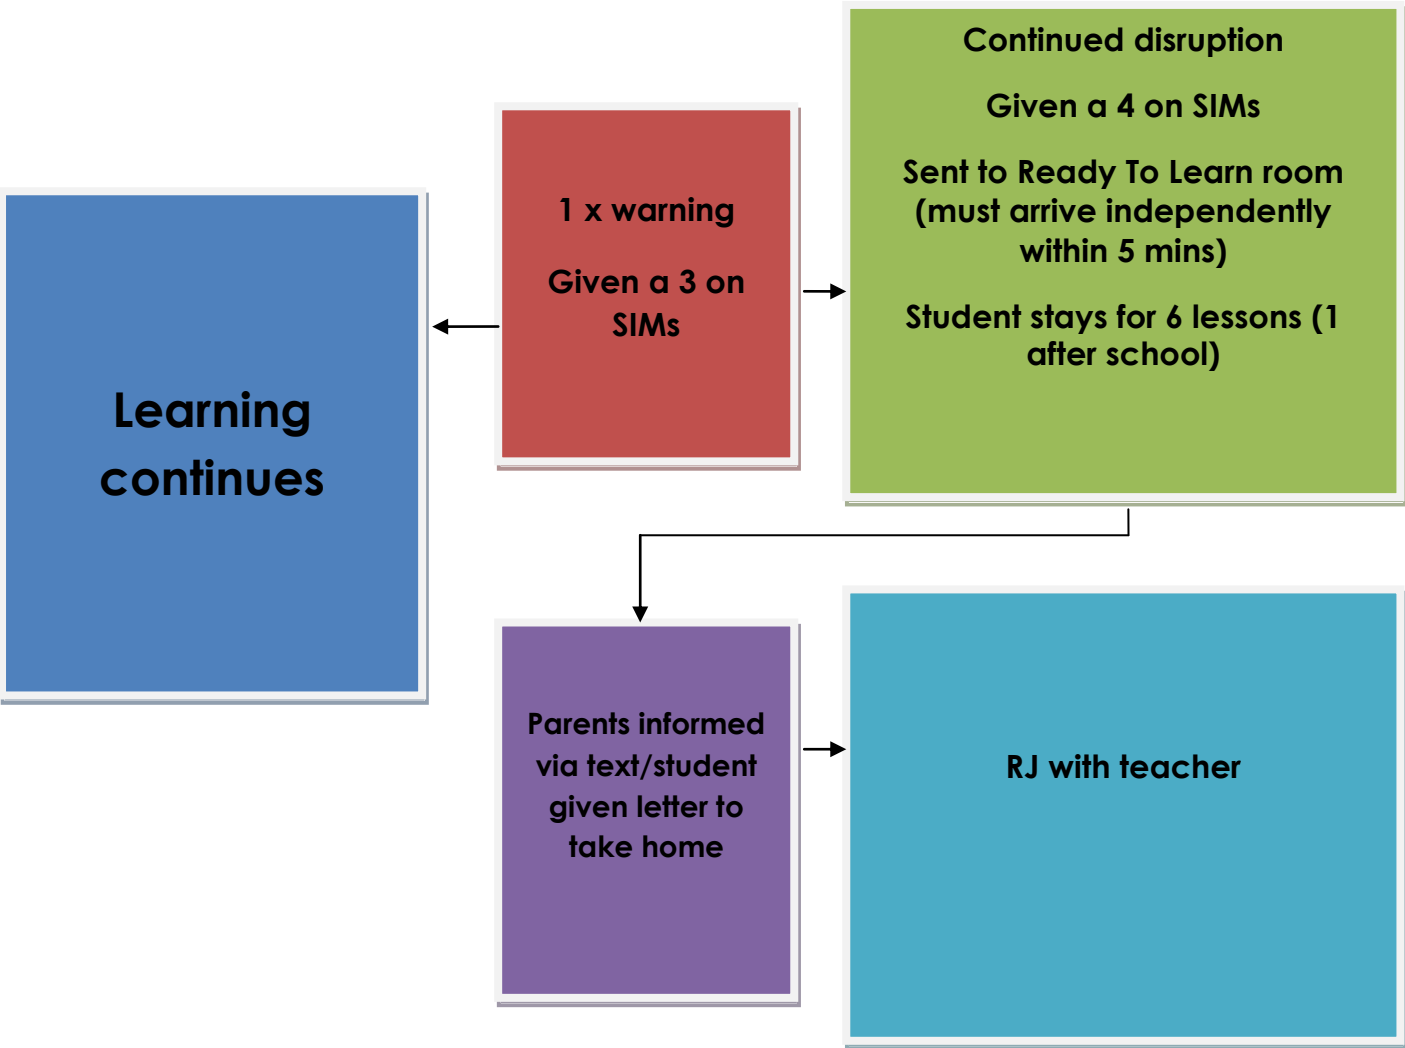 Learning
continues
1 x warning
Given a 3 on
SIMs
Continued disruption
Given a 4 on SIMs
Sent to Ready To Learn room
(must arrive independently
within 5 mins)
Student stays for 6 lessons (1
after school)
Parents informed
via text/student
given letter to
take home
RJ with teacher